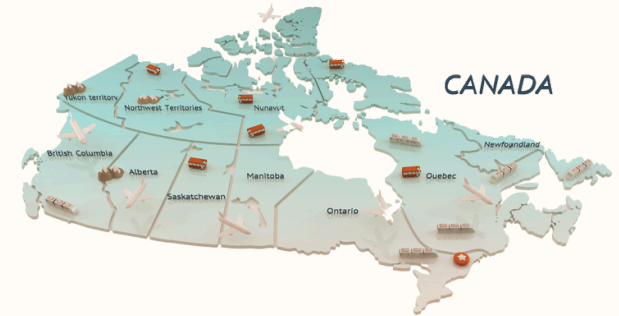 CANADA
Yukon territory
Northwest Territories
Nunavut
Newfoundland
British Columbia
Alberta
Saskatchewan
Manitoba
Quebec
Ontario